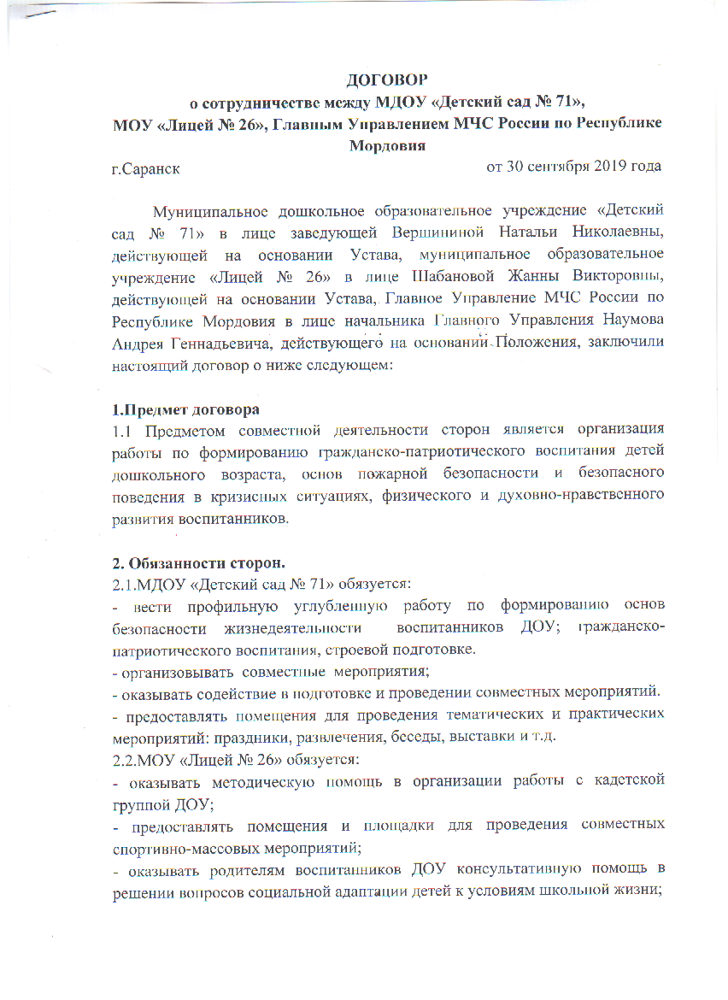 ДОГОВОР
о сотрудничестве между МДОУ «Детский сад № 71»,
МОУ «Лицей № 26», Главным Управлением МЧС России по Республике
Мордовия
г.Саранск от 30 сентября 2019 года
Муниципальное дошкольное образовательное учреждение «Детский
сад № 71» в лице заведующей Вершининой Натальи Николаевны,
действующей на основании Устава, муниципальное образовательное
учреждение «Лицей № 26» в лице Шабановой Жанны Викторовны,
действующей на основании Устава, Главное Управление МЧС России по
Республике Мордовия в лице начальника Главного Управления Наумова
Андрея Геннадьевича, действующего на основании Положения, заключили
настоящий договор о ниже следующем:
1.Предмет договора
1.1 Предметом совместной деятельности сторон является организация
работы по формированию гражданско-патриотического воспитания детей
дошкольного возраста, основ пожарной безопасности и безопасного
поведения в кризисных ситуациях, физического и духовно-нравственного
развития воспитанников.
2. Обязанности сторон.
2.1.МДОУ «Детский сад № 71» обязуется:
- вести профильную углубленную работу по формированию основ
безопасности жизнедеятельности воспитанников ДОУ; гражданско-
патриотического воспитания, строевой подготовке.
- организовывать совместные мероприятия;
- оказывать содействие в подготовке и проведении совместных мероприятий.
- предоставлять помещения для проведения тематических и практических
мероприятий: праздники, развлечения, беседы, выставки и т.д.
2.2.МОУ «Лицей № 26» обязуется:
- оказывать методическую помощь в организации работы с кадетской
группой ДОУ;
- предоставлять помещения и площадки для проведения совместных
спортивно-массовых мероприятий;
- оказывать родителям воспитанников ДОУ консультативную помощь в
решении вопросов социальной адаптации детей к условиям школьной жизни;